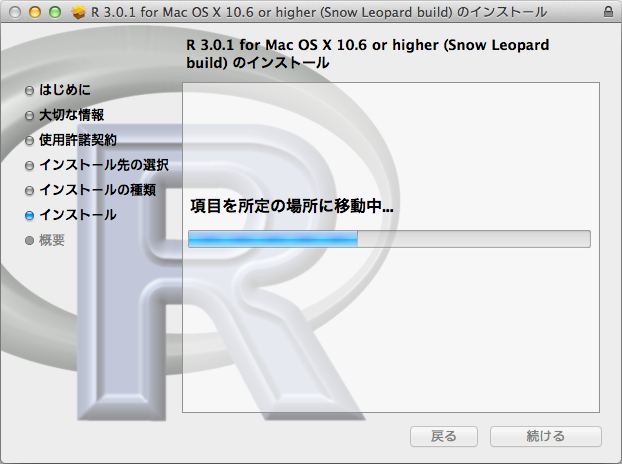 R 3.0.1 for Mac OS X 10.6 or higher (Snow Leopard build) のインストール
R 3.0.1 for Mac OS X 10.6 or higher (Snow Leopard
build) のインストール
はじめに
大切な情報
使用許諾契約
インストール先の選択
インストールの種類
インストール
概要
項目を所定の場所に移動中...
R
戻る
続ける